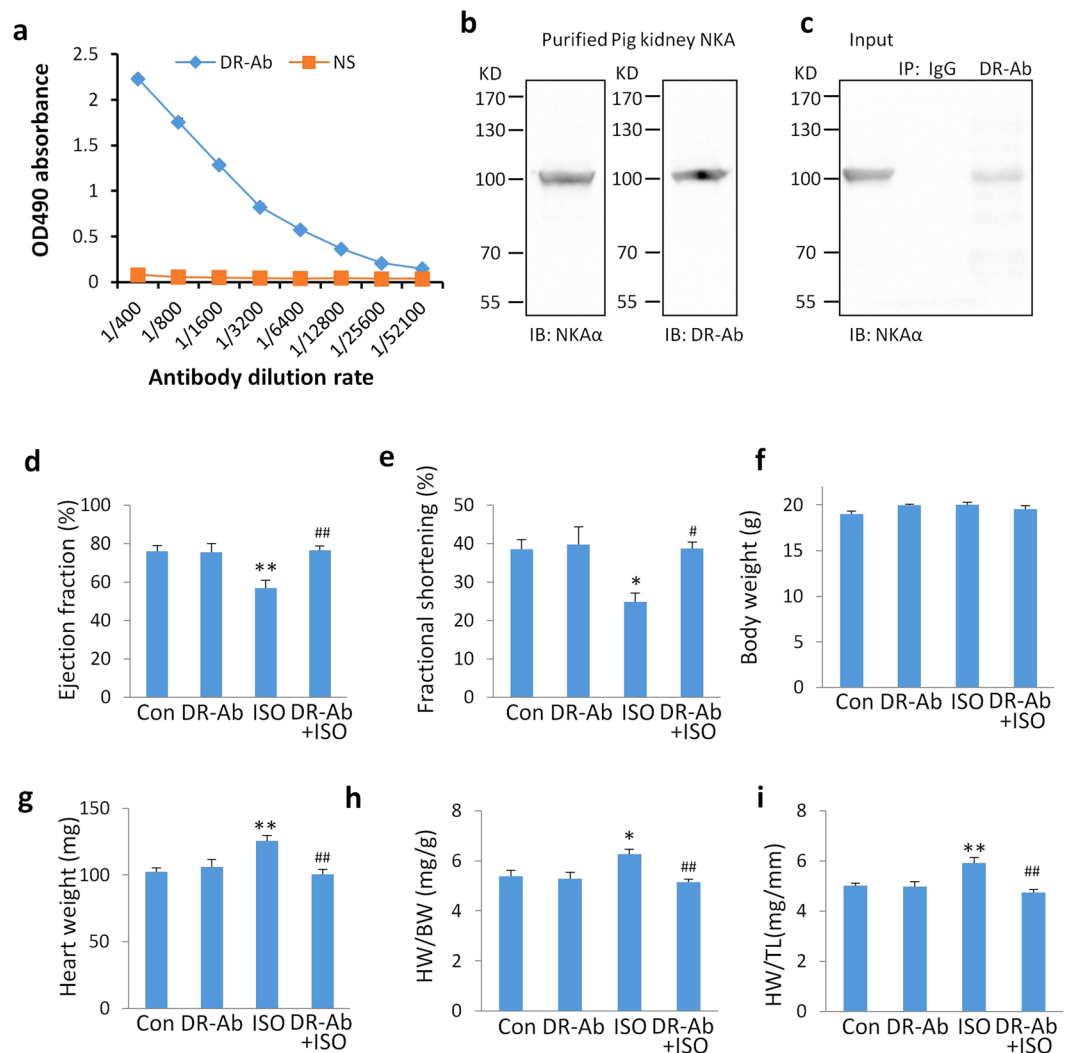 a
OD490 absorbance
2.5
2
1.5
1
0.5
0
DR-Ab
NS
1/400
1/800
1/1600
1/3200
1/6400
1/12800
1/25600
1/52100
Antibody dilution rate
b
Purified Pig kidney NKA
KD
170
130
100
70
55
IB: NKAα
KD
170
130
100
70
55
IB: DR-Ab
c
Input
IP: IgG DR-Ab
KD
170
130
100
70
55
IB: NKAα
d
Ejection fraction (%)
100
80
60
40
20
0
**
##
Con DR-Ab ISO DR-Ab
+ISO
e
Fractional shortening (%)
50
40
30
20
10
0
*
#
Con DR-Ab ISO DR-Ab
+ISO
f
Body weight (g)
20
15
10
5
0
Con DR-Ab ISO DR-Ab
+ISO
g
Heart weight (mg)
150
100
50
0
**
##
Con DR-Ab ISO DR-Ab
+ISO
h
HW/BW (mg/g)
8
6
4
2
0
*
##
Con DR-Ab ISO DR-Ab
+ISO
i
HW/TL(mg/mm)
8
6
4
2
0
**
##
Con DR-Ab ISO DR-Ab
+ISO